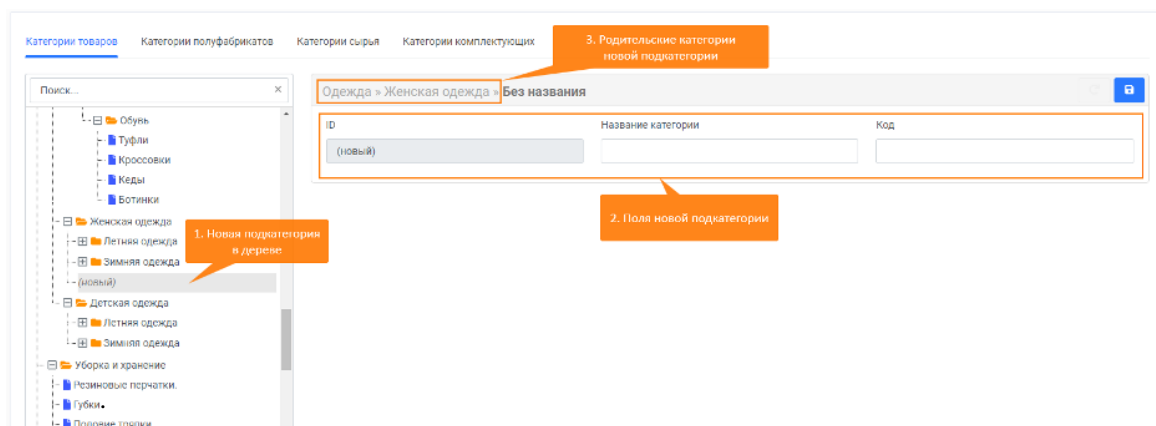 Категории товаров Категории полуфабрикатов Категории сырья Категории комплектующих
3. Родительские категории
новой подкатегории
Поиск... ×
Обувь
Туфли
Кроссовки
Кеды
Ботинки
Женская одежда
Летняя одежда
Зимняя одежда
(новый)
Детская одежда
Летняя одежда
Зимняя одежда
Уборка и хранение
Резиновые перчатки.
Губки.
Половые тряпки
1. Новая подкатегория
в дереве
Одежда » Женская одежда » Без названия
ID Название категории Код
(новый)
2. Поля новой подкатегории